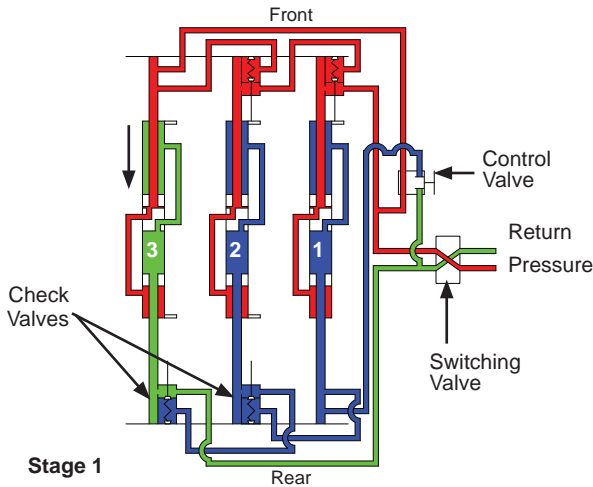 Front
Control
Valve
Return
Pressure
3
2
1
Check
Valves
Switching
Valve
Stage 1
Rear